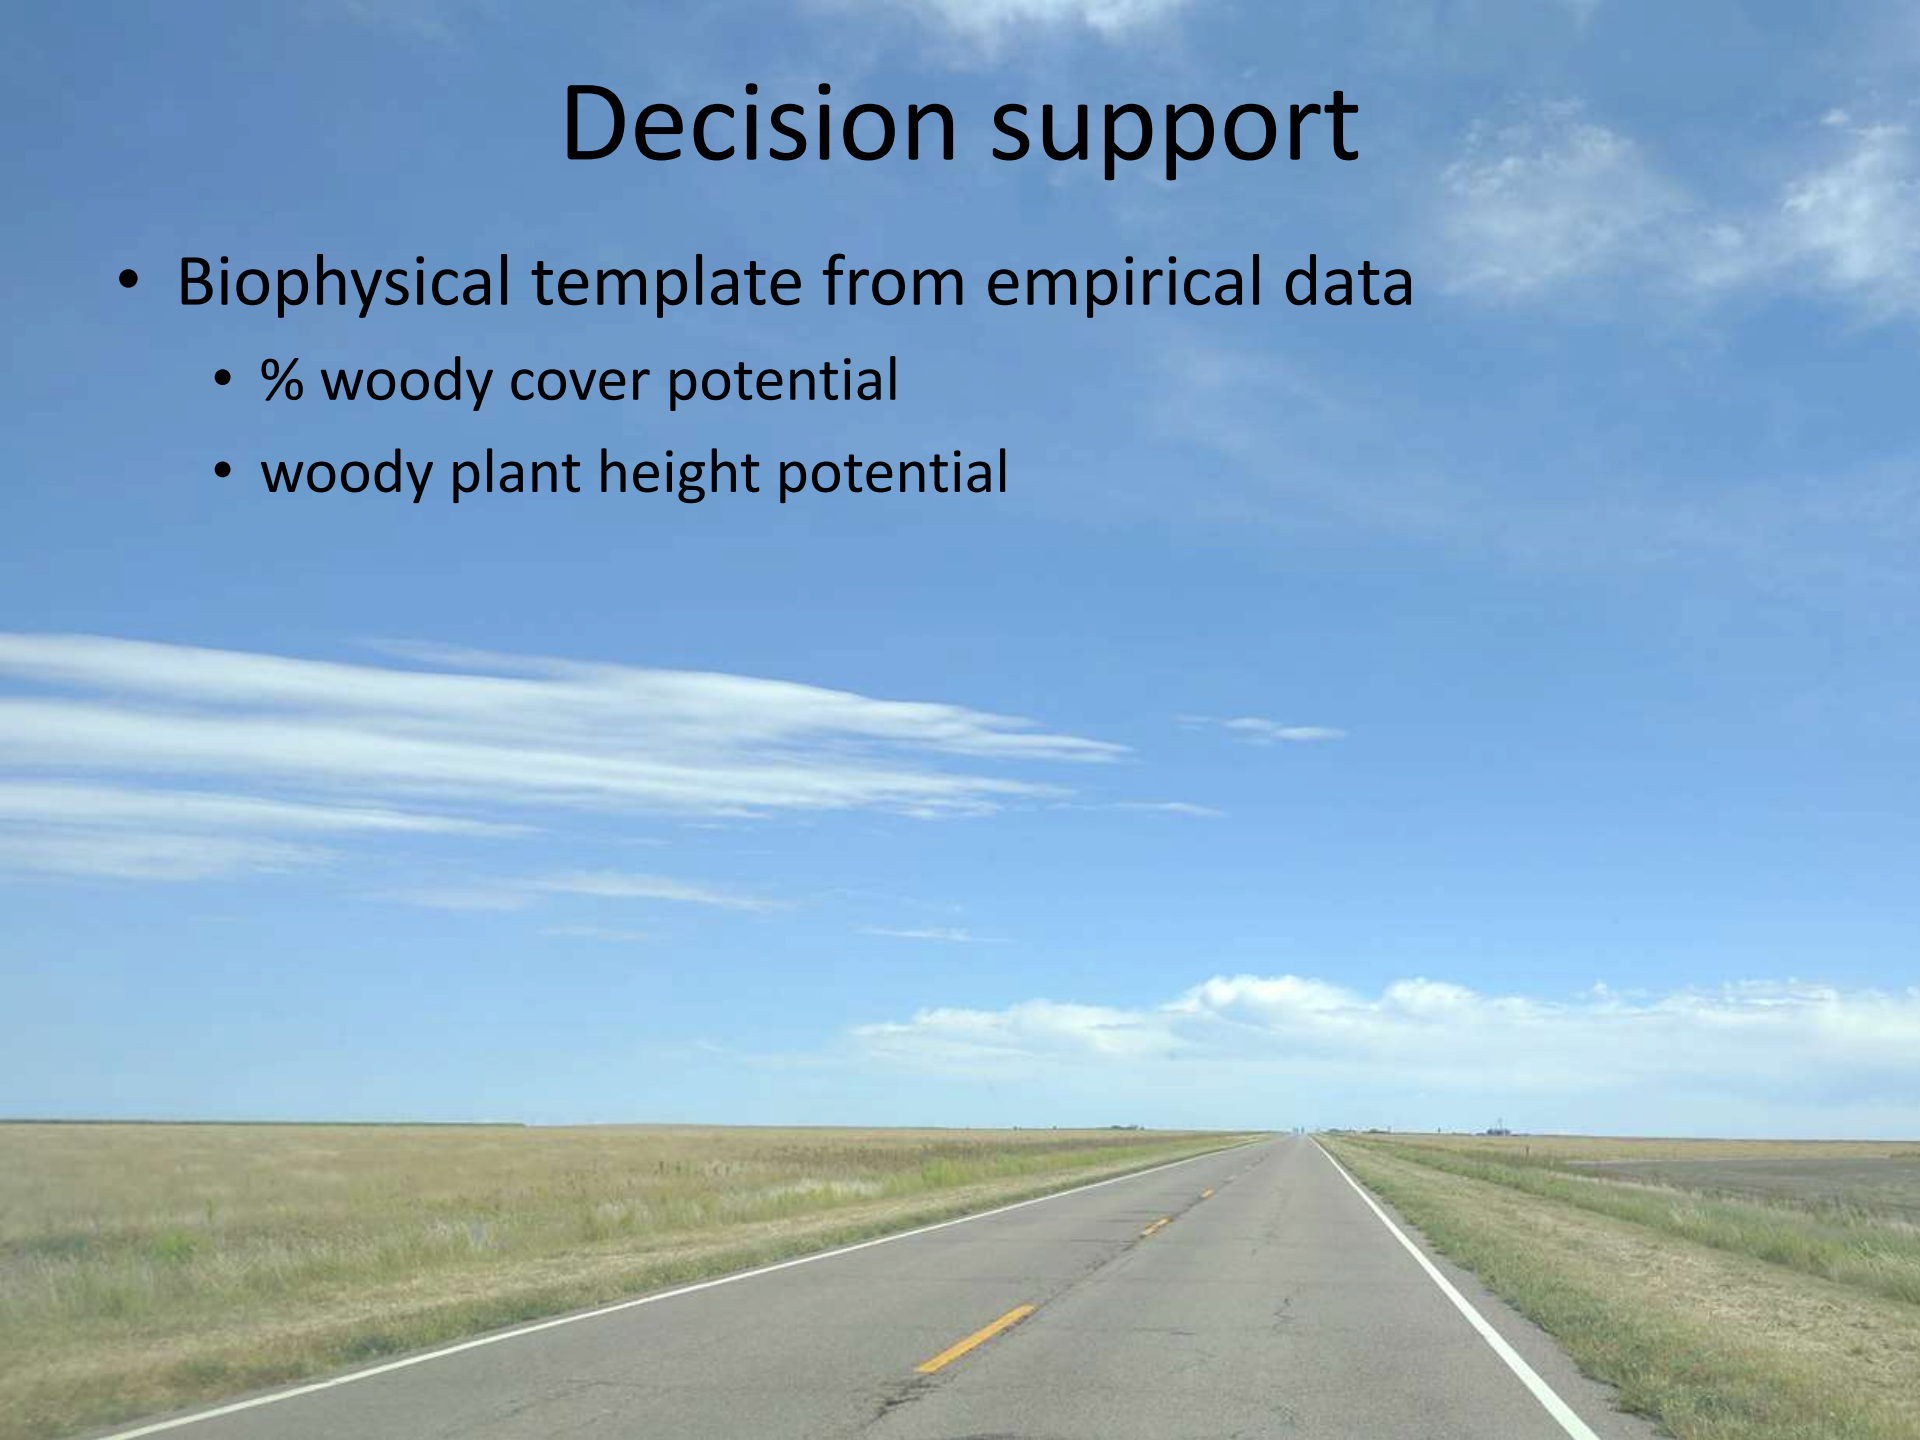 Decision support
• Biophysical template from empirical data
• % woody cover potential
• woody plant height potential